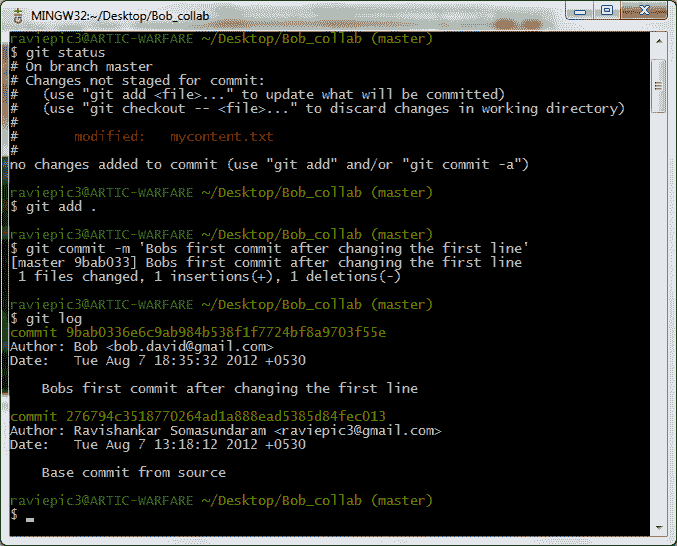 MINGW32:~/Desktop/Bob_collab
raviepic3@ARTIC-WARFARE ~/Desktop/Bob_collab (master)
$ git status
# On branch master
# Changes not staged for commit:
#   (use "git add <file>..." to update what will be committed)
#   (use "git checkout -- <file>..." to discard changes in working directory)
#
#       modified:   mycontent.txt
#
no changes added to commit (use "git add" and/or "git commit -a")
raviepic3@ARTIC-WARFARE ~/Desktop/Bob_collab (master)
$ git add .
raviepic3@ARTIC-WARFARE ~/Desktop/Bob_collab (master)
$ git commit -m 'Bobs first commit after changing the first line'
[master 9bab033] Bobs first commit after changing the first line
 1 files changed, 1 insertions(+), 1 deletions(-)
raviepic3@ARTIC-WARFARE ~/Desktop/Bob_collab (master)
$ git log
commit 9bab0336e6c9ab984b538f1f7724bf8a9703f55e
Author: Bob <bob.david@gmail.com>
Date:   Tue Aug 7 18:35:32 2012 +0530
    Bobs first commit after changing the first line
commit 276794c3518770264ad1a888ead5385d84fec013
Author: Ravishankar Somasundaram <raviepic3@gmail.com>
Date:   Tue Aug 7 13:18:12 2012 +0530
    Base commit from source
raviepic3@ARTIC-WARFARE ~/Desktop/Bob_collab (master)
$